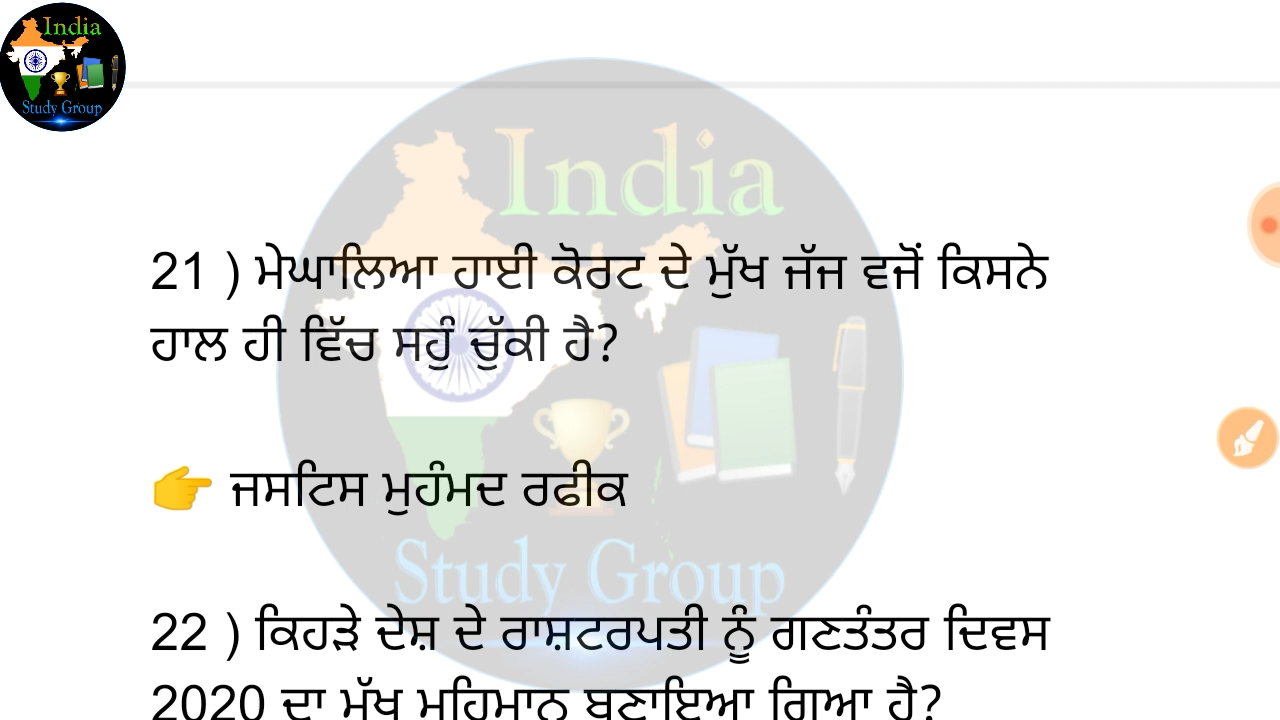 India
Study Group
India
21 ) ਮੇਘਾਲਿਆ ਹਾਈ ਕੋਰਟ ਦੇ ਮੁੱਖ ਜੱਜ ਵਜੋਂ ਕਿਸਨੇ
ਹਾਲ ਹੀ ਵਿੱਚ ਸਹੁੰ ਚੁੱਕੀ ਹੈ?
👉 ਜਸਟਿਸ ਮੁਹੰਮਦ ਰਫੀਕ
Study Group
22 ) ਕਿਹੜੇ ਦੇਸ਼ ਦੇ ਰਾਸ਼ਟਰਪਤੀ ਨੂੰ ਗਣਤੰਤਰ ਦਿਵਸ
2020 ਦਾ ਮੁੱਖ ਮਹਿਮਾਨ ਬਣਾਇਆ ਗਿਆ ਹੈ?